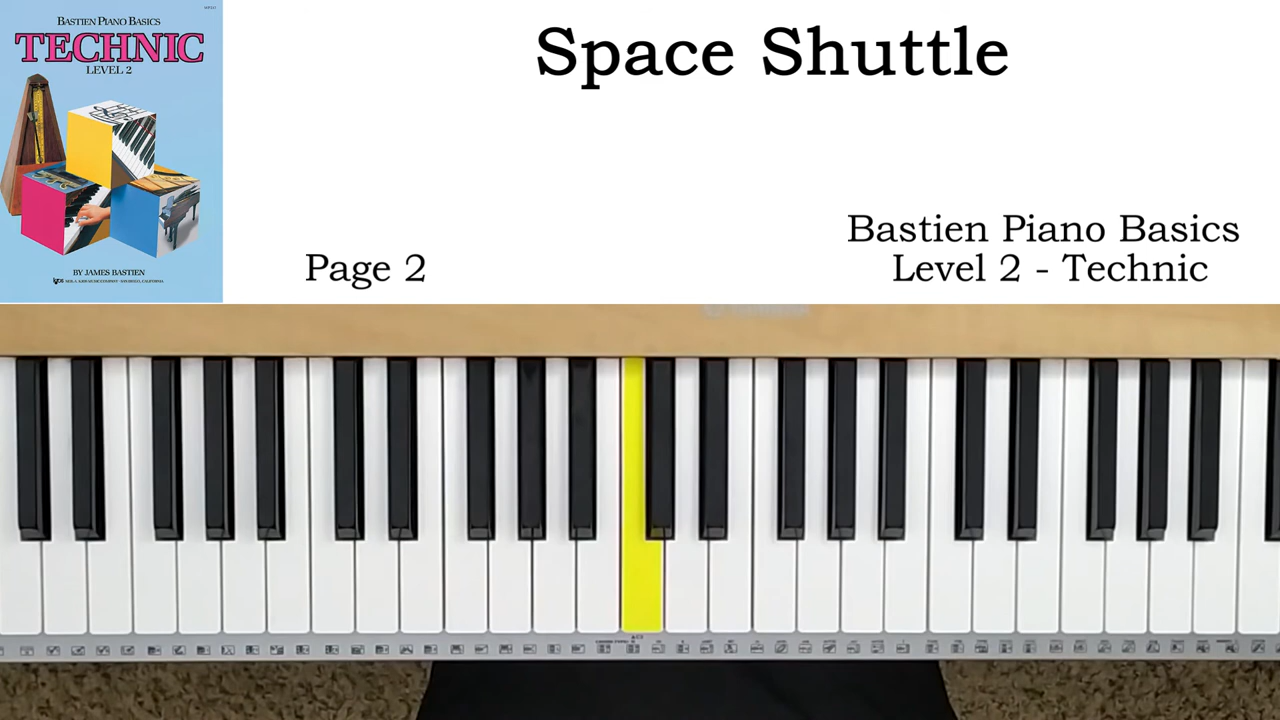 BASTIEN PIANO BASICS
TECHNIC
LEVEL 2
BY JAMES BASTIEN
Space Shuttle
Page 2
Bastien Piano Basics
Level 2 - Technic